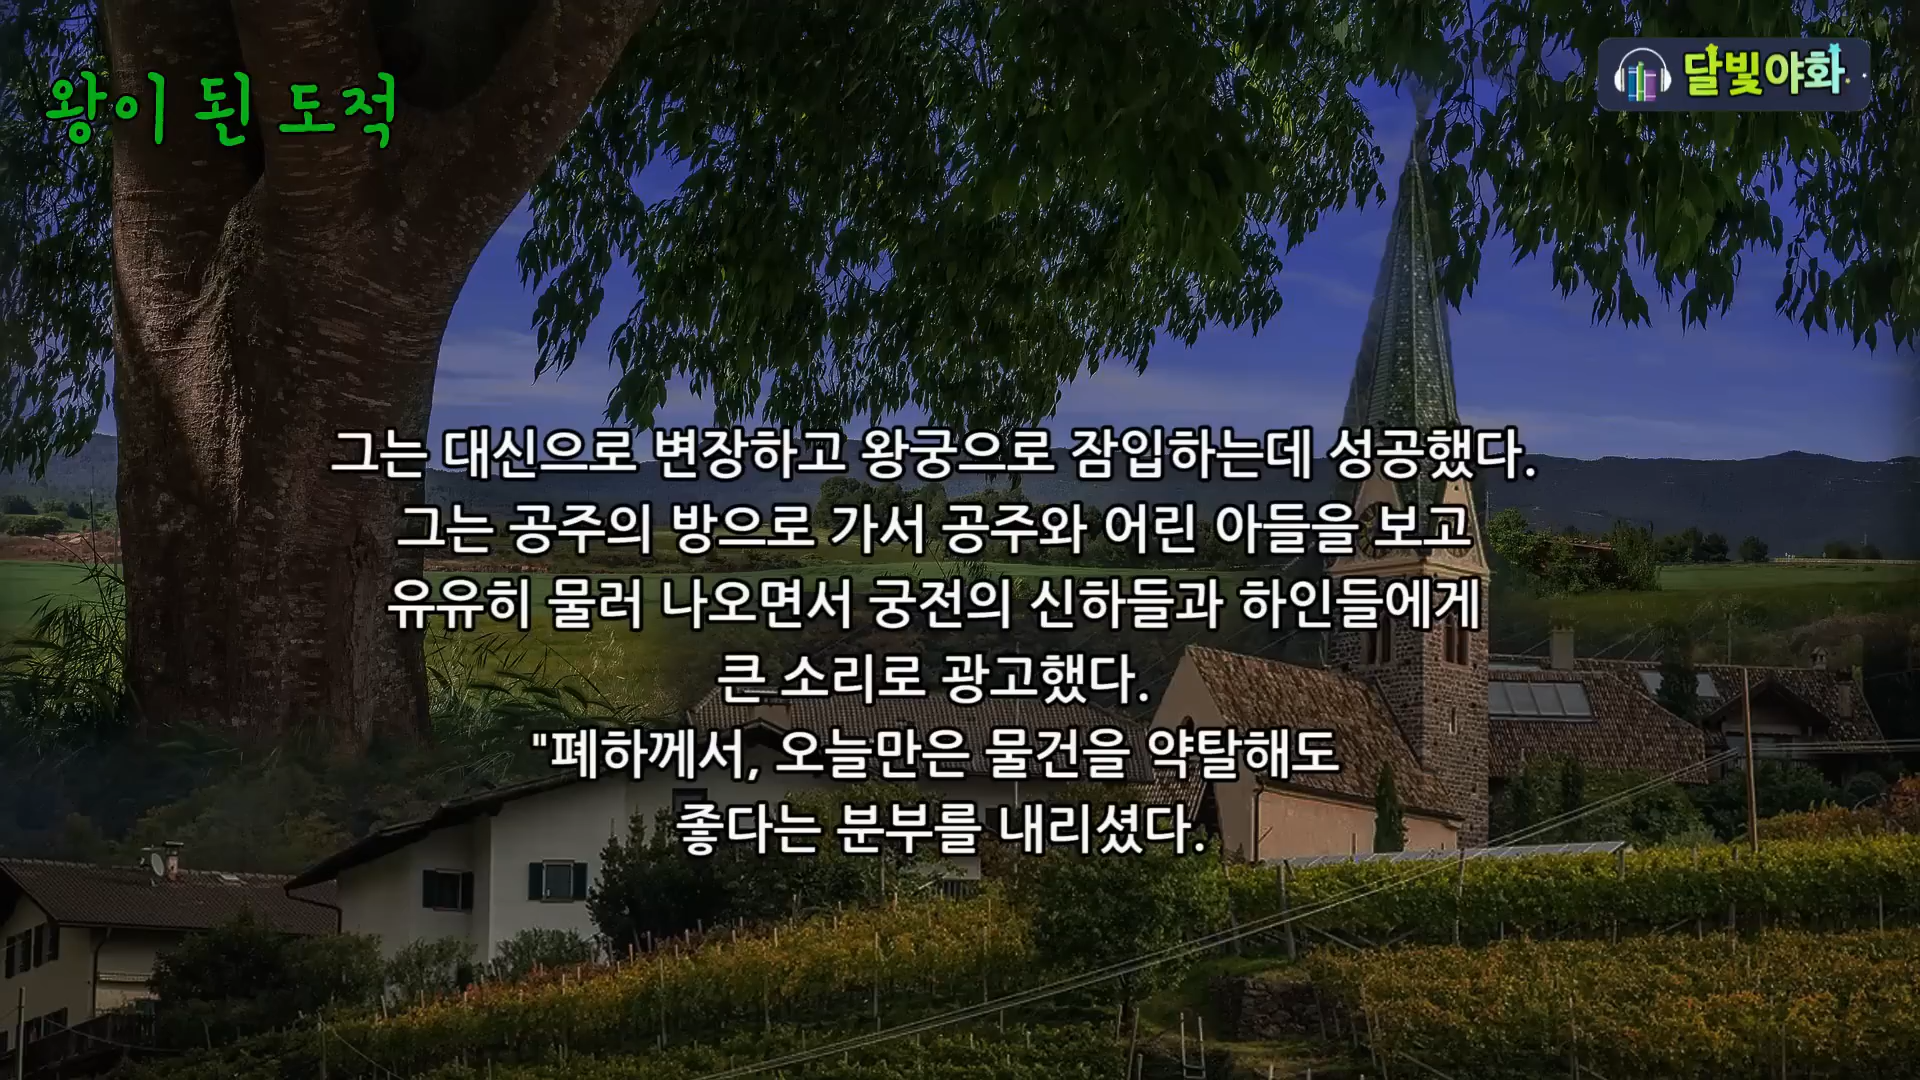 왕이 된 도적
달빛야화
그는 대신으로 변장하고 왕궁으로 잠입하는데 성공했다.
그는 공주의 방으로 가서 공주와 어린 아들을 보고
유유히 물러 나오면서 궁전의 신하들과 하인들에게
큰 소리로 광고했다.
"폐하께서, 오늘만은 물건을 약탈해도
좋다는 분부를 내리셨다.